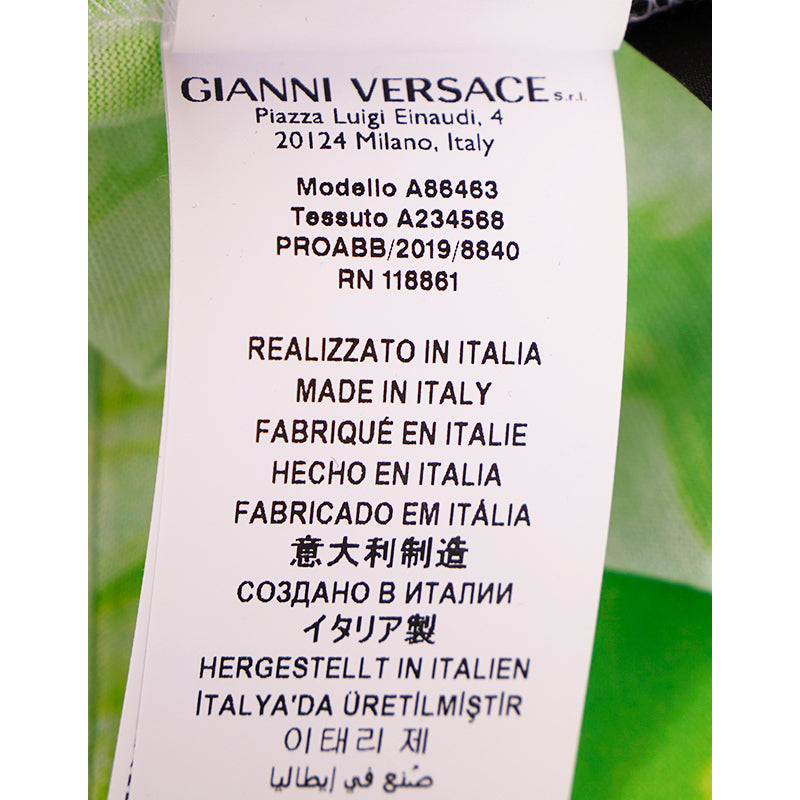 GIANNI VERSACE s.r.l.
Piazza Luigi Einaudi, 4
20124 Milano, Italy
Modello A86463
Tessuto A234568
PROABB/2019/8840
RN 118861
REALIZZATO IN ITALIA
MADE IN ITALY
FABRIQUÉ EN ITALIE
HECHO EN ITALIA
FABRICADO EM ITÁLIA
意大利制造
СОЗДАНО В ИТАЛИИ
イタリア製
HERGESTELLT IN ITALIEN
İTALYA'DA ÜRETİLMİŞTİR
이태리 제
صُنع في إيطاليا